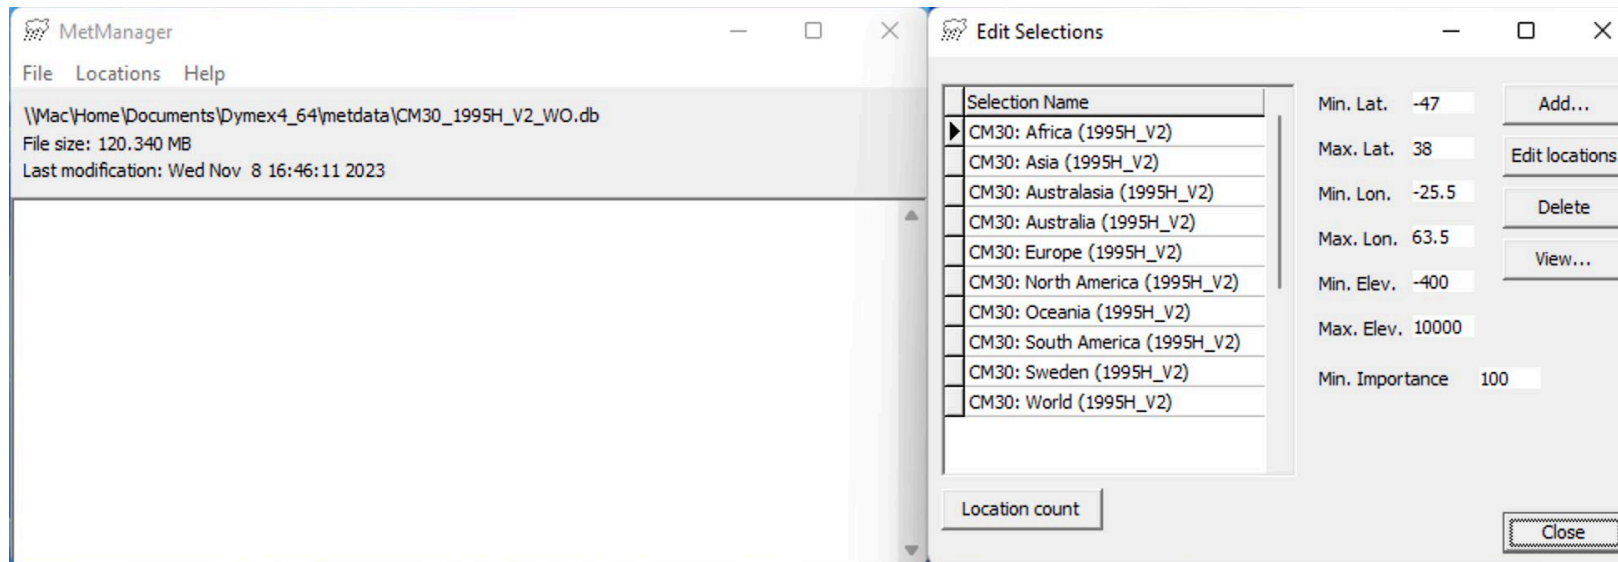 MetManager
File Locations Help
\\Mac\Home\Documents\Dymex4_64\metdata\CM30_1995H_V2_WO.db
File size: 120.340 MB
Last modification: Wed Nov 8 16:46:11 2023
Edit Selections
Selection Name
CM30: Africa (1995H_V2)
CM30: Asia (1995H_V2)
CM30: Australasia (1995H_V2)
CM30: Australia (1995H_V2)
CM30: Europe (1995H_V2)
CM30: North America (1995H_V2)
CM30: Oceania (1995H_V2)
CM30: South America (1995H_V2)
CM30: Sweden (1995H_V2)
CM30: World (1995H_V2)
Location count
Min. Lat. -47
Max. Lat. 38
Min. Lon. -25.5
Max. Lon. 63.5
Min. Elev. -400
Max. Elev. 10000
Min. Importance 100
Add...
Edit locations
Delete
View...
Close